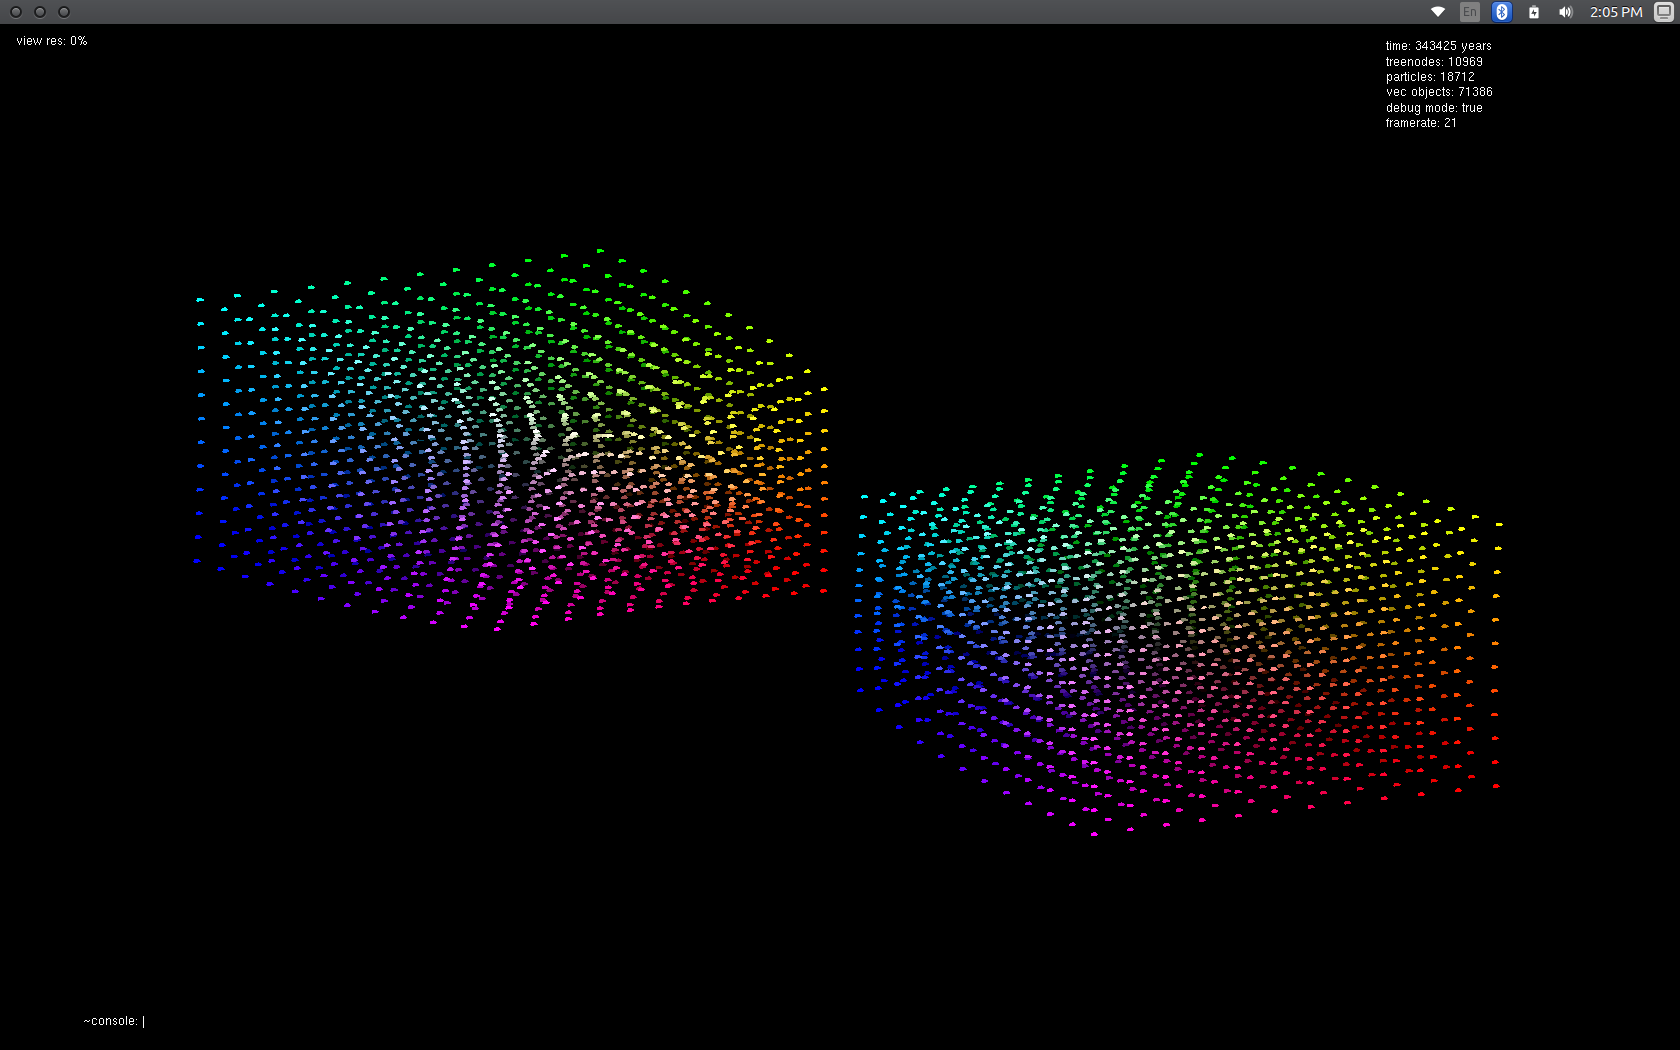 En
2:05 PM
view res: 0%
time: 343425 years
treenodes: 10969
particles: 18712
vec objects: 71386
debug mode: true
framerate: 21
~console: |